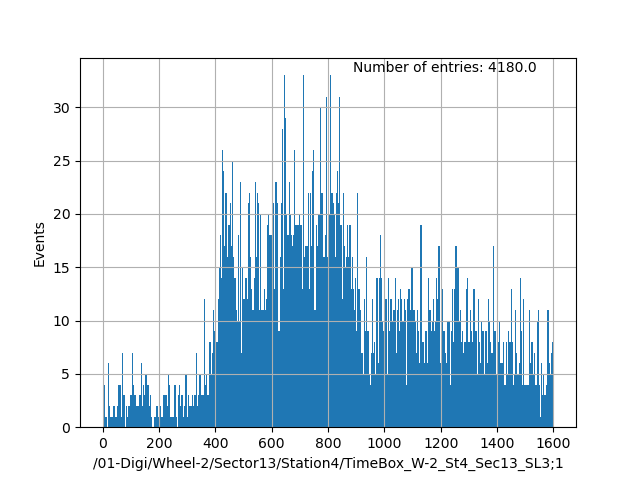 Number of entries: 4180.0
30
25
20
15
10
5
0
Events
0 200 400 600 800 1000 1200 1400 1600
/01-Digi/Wheel-2/Sector13/Station4/TimeBox_W-2_St4_Sec13_SL3;1